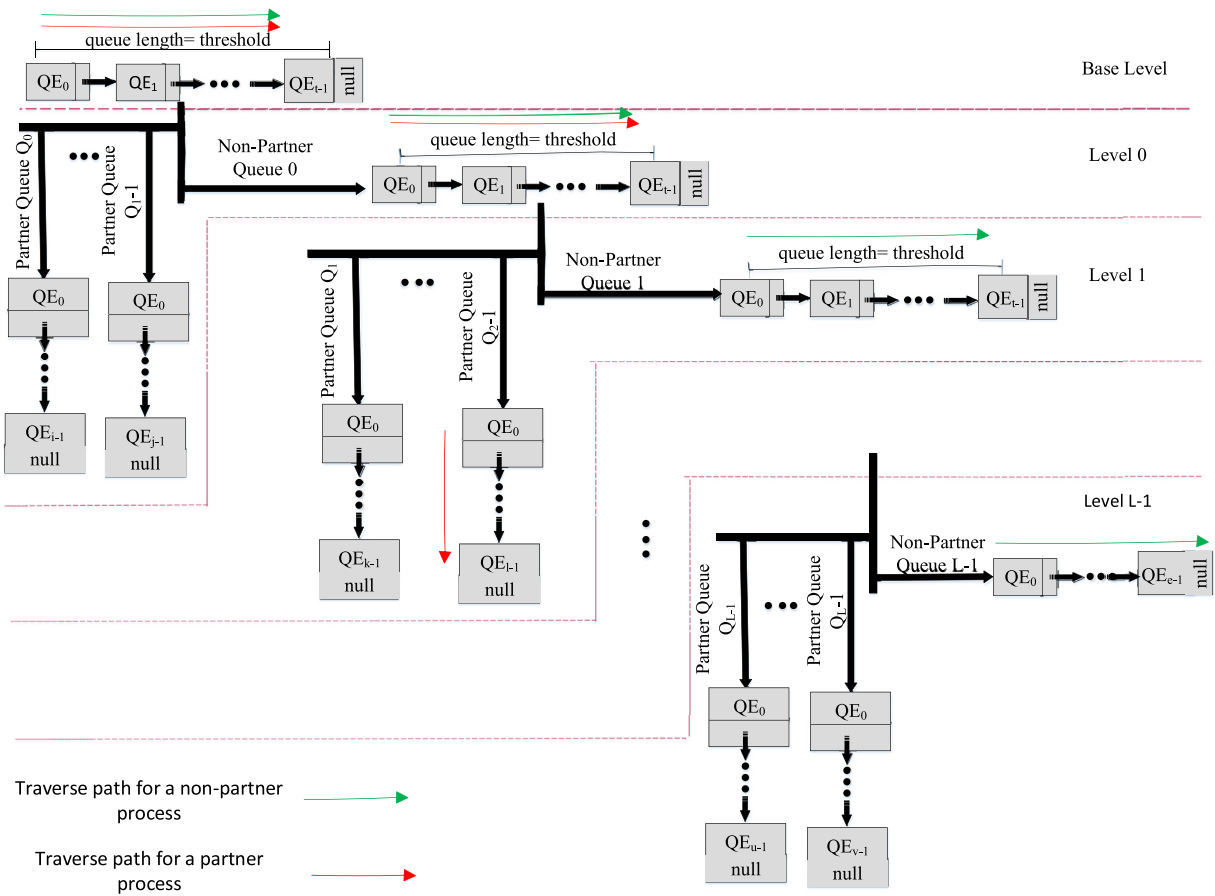 queue length= threshold
QE₀
QE₁
QEₜ₋₁
null
Base Level
Partner Queue Q₀
Partner Queue
Q₁-1
Non-Partner
Queue 0
queue length= threshold
QE₀
QE₁
QEₜ₋₁
null
Level 0
QE₀
QE₀
QEᵢ₋₁
null
QEⱼ₋₁
null
Partner Queue Q₁
Partner Queue
Q₂-1
Non-Partner
Queue 1
queue length= threshold
QE₀
QE₁
QEₜ₋₁
null
Level 1
QE₀
QE₀
QEₖ₋₁
null
QEₗ₋₁
null
Level L-1
Partner Queue
Q_L-1
Partner Queue
Q_L-1
Non-Partner
Queue L-1
QE₀
QEₑ₋₁
null
QE₀
QE₀
QEᵤ₋₁
null
QEᵥ₋₁
null
Traverse path for a non-partner
process
Traverse path for a partner
process